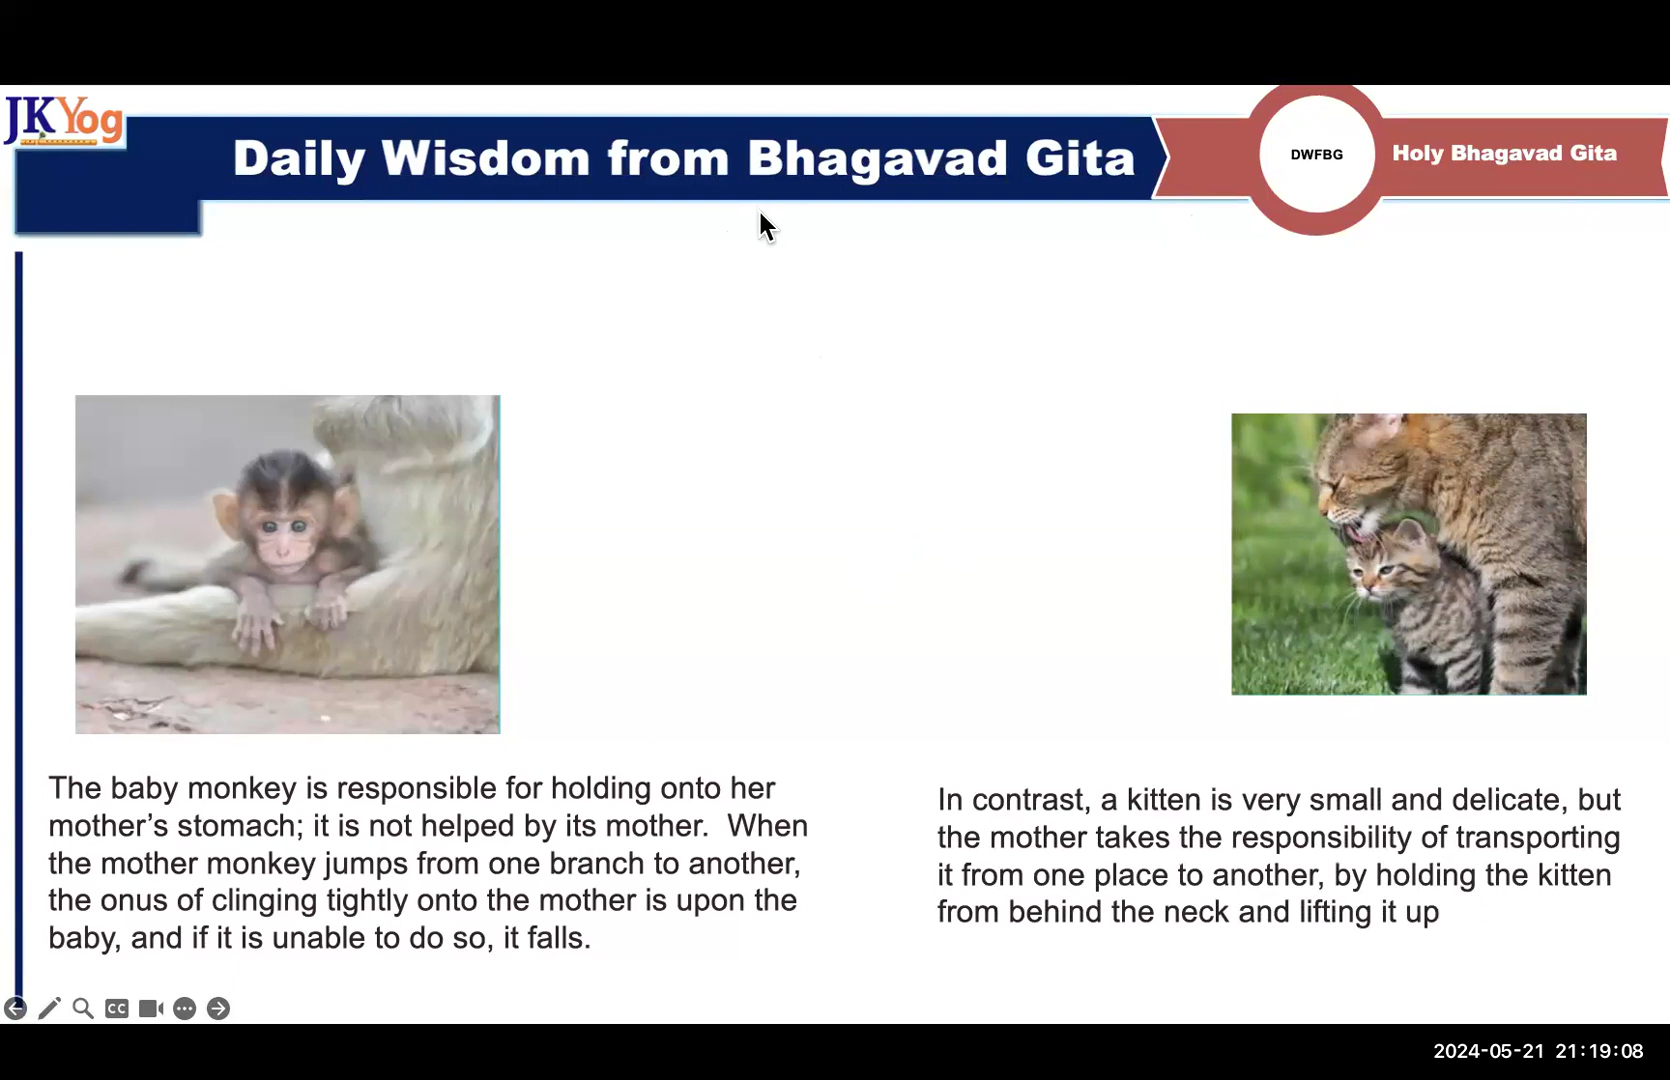 JKYog
Daily Wisdom from Bhagavad Gita
DWFBG
Holy Bhagavad Gita
The baby monkey is responsible for holding onto her
mother’s stomach; it is not helped by its mother.  When
the mother monkey jumps from one branch to another,
the onus of clinging tightly onto the mother is upon the
baby, and if it is unable to do so, it falls.
In contrast, a kitten is very small and delicate, but
the mother takes the responsibility of transporting
it from one place to another, by holding the kitten
from behind the neck and lifting it up
CC
2024-05-21 21:19:08